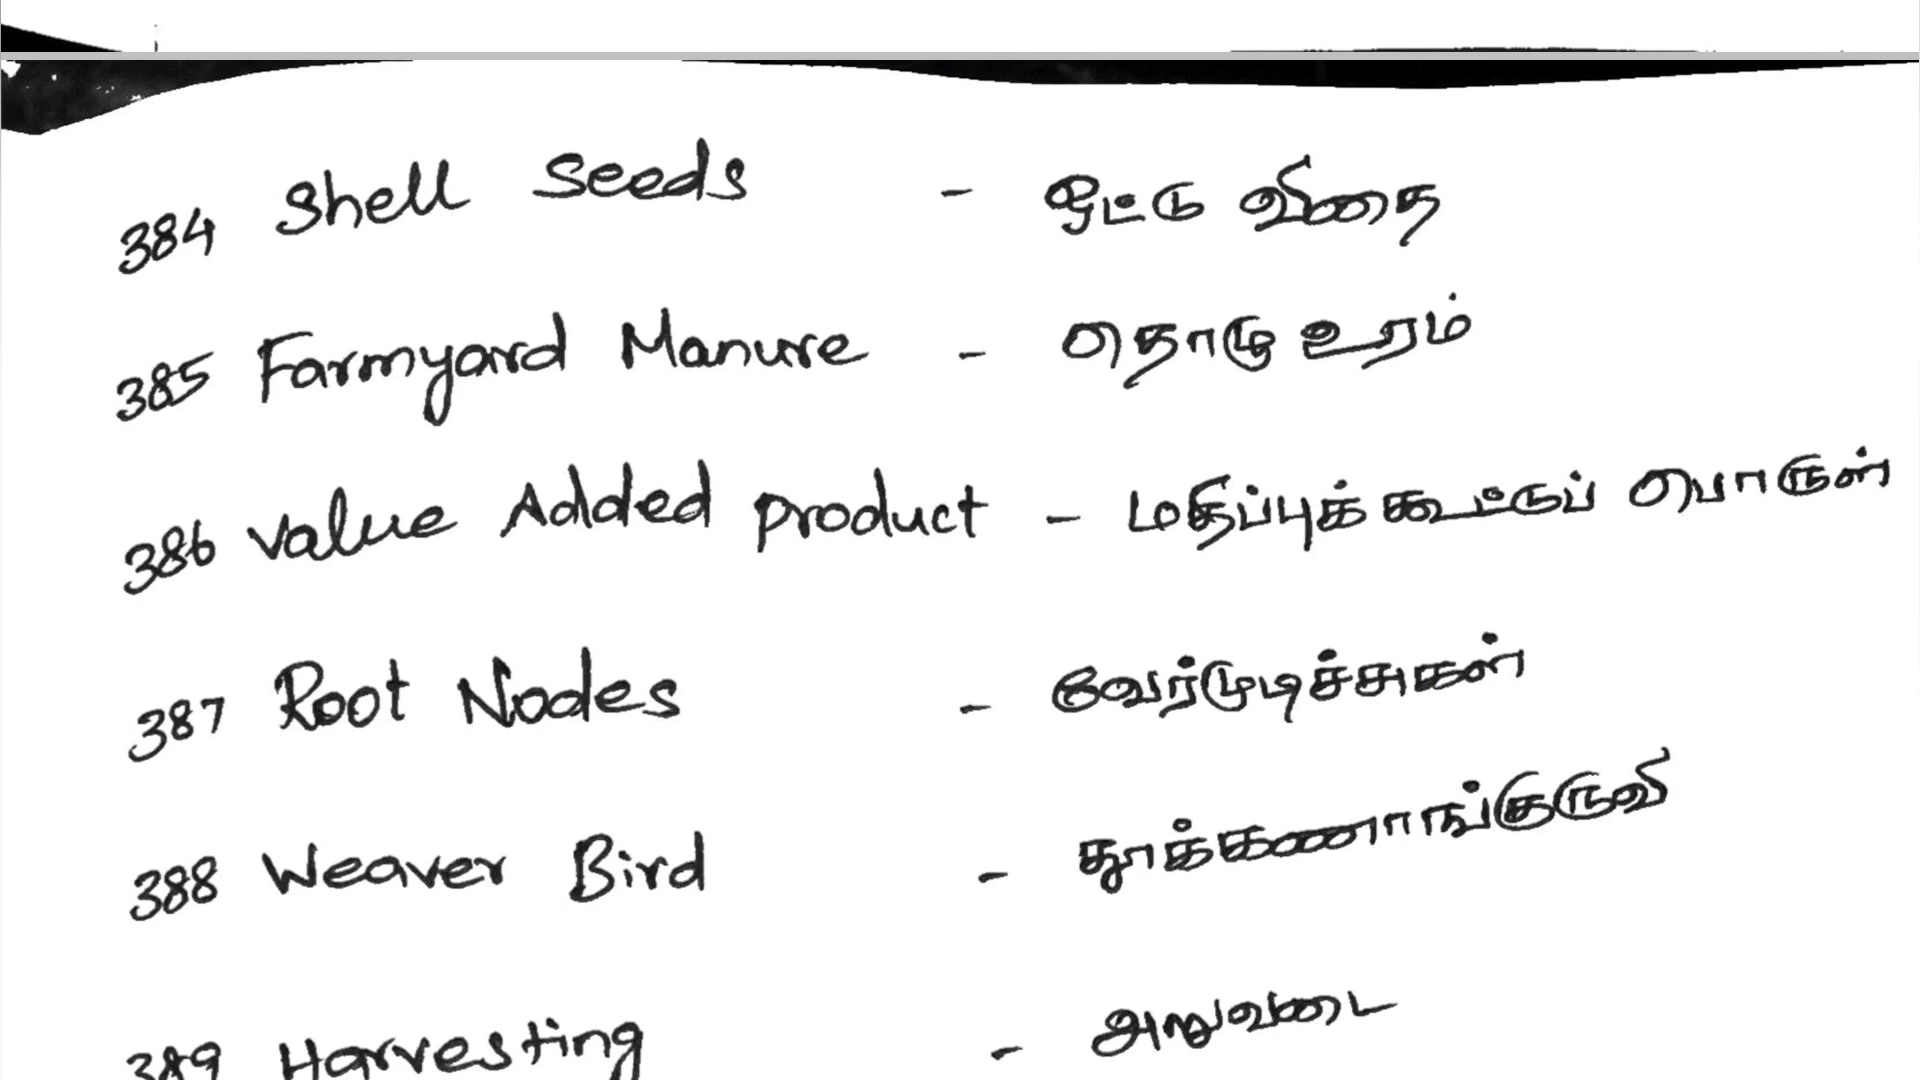 384 Shell Seeds - ஓட்டு விதை
385 Farmyard Manure - தொழு உரம்
386 Value Added product - மதிப்புக் கூட்டுப் பொருள்
387 Root Nodes - வேர்முடிச்சுகள்
388 Weaver Bird - தூக்கணாங்குருவி
389 Harvesting - அறுவடை